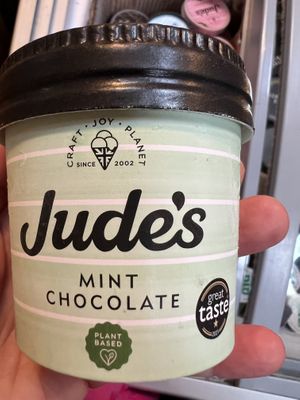 CRAFT · JOY · PLANET
SINCE 2002
Jude's
MINT
CHOCOLATE
great
taste
PLANT
BASED